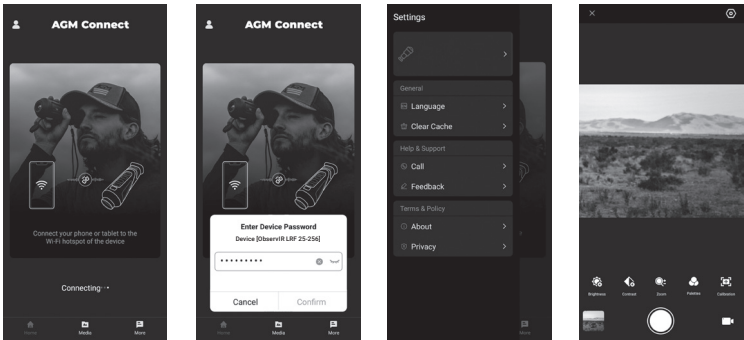 AGM Connect
Connect your phone or tablet to the
Wi-Fi hotspot of the device
Connecting···
Home
Media
More
AGM Connect
Enter Device Password
Device [ObservIR LRF 25-256]
•••••••••
Cancel
Confirm
Home
Media
More
Settings
General
Language
Clear Cache
Help & Support
Call
Feedback
Terms & Policy
About
Privacy
More
Brightness
Contrast
Zoom
Palettes
Calibration